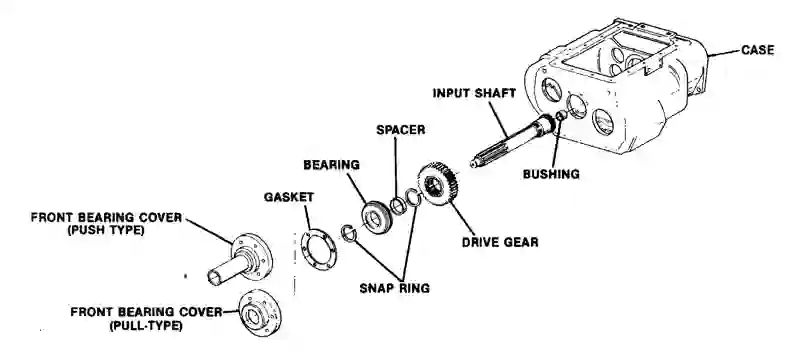 CASE
INPUT SHAFT
SPACER
BEARING
BUSHING
GASKET
FRONT BEARING COVER
(PUSH TYPE)
DRIVE GEAR
SNAP RING
FRONT BEARING COVER
(PULL-TYPE)